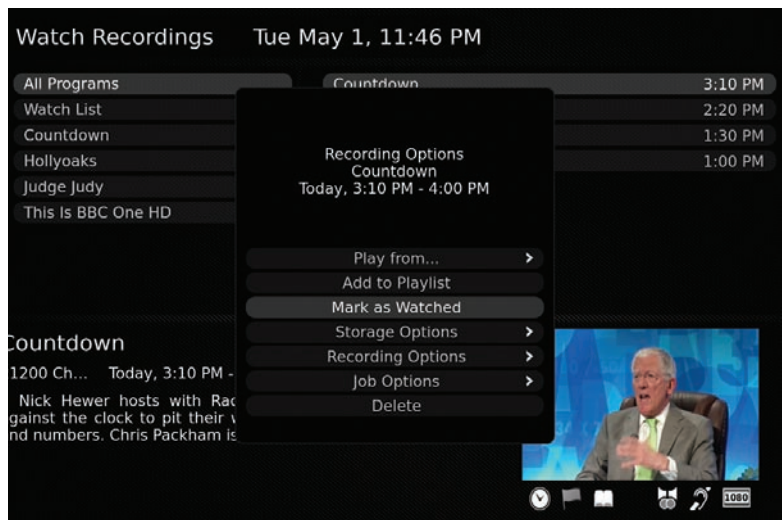 Watch Recordings Tue May 1, 11:46 PM
All Programs
Watch List
Countdown
Hollyoaks
Judge Judy
This Is BBC One HD
Countdown 3:10 PM
2:20 PM
1:30 PM
1:00 PM
Recording Options
Countdown
Today, 3:10 PM - 4:00 PM
Play from...
Add to Playlist
Mark as Watched
Storage Options
Recording Options
Job Options
Delete
Countdown
1200 Ch... Today, 3:10 PM -
Nick Hewer hosts with
gainst the clock to pit their
nd numbers. Chris Packham is
1080